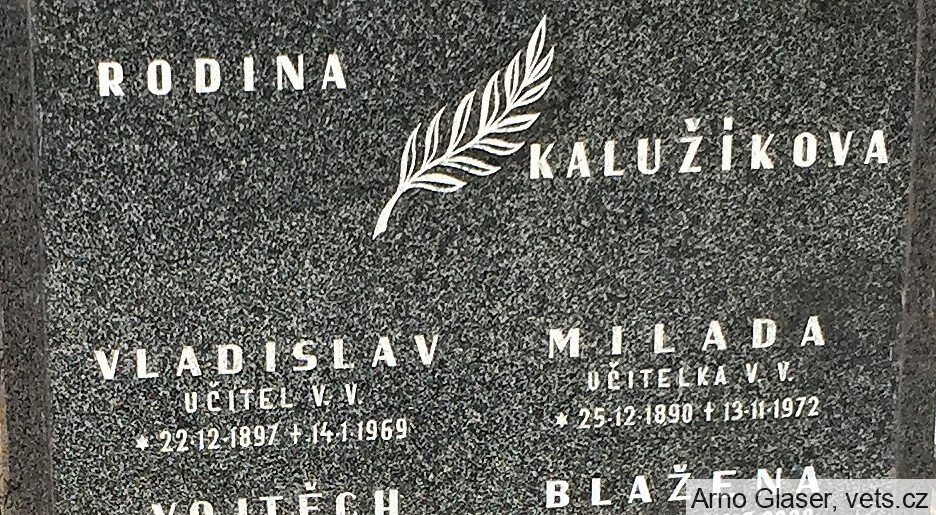 RODINA
KALUŽÍKOVA
VLADISLAV
UČITEL V. V.
* 22·12·1897 † 14·1·1969
MILADA
UČITELKA V. V.
* 25·12·1890 † 13·11·1972
VOJTĚCH
BLAŽENA
Arno Glaser, vets.cz